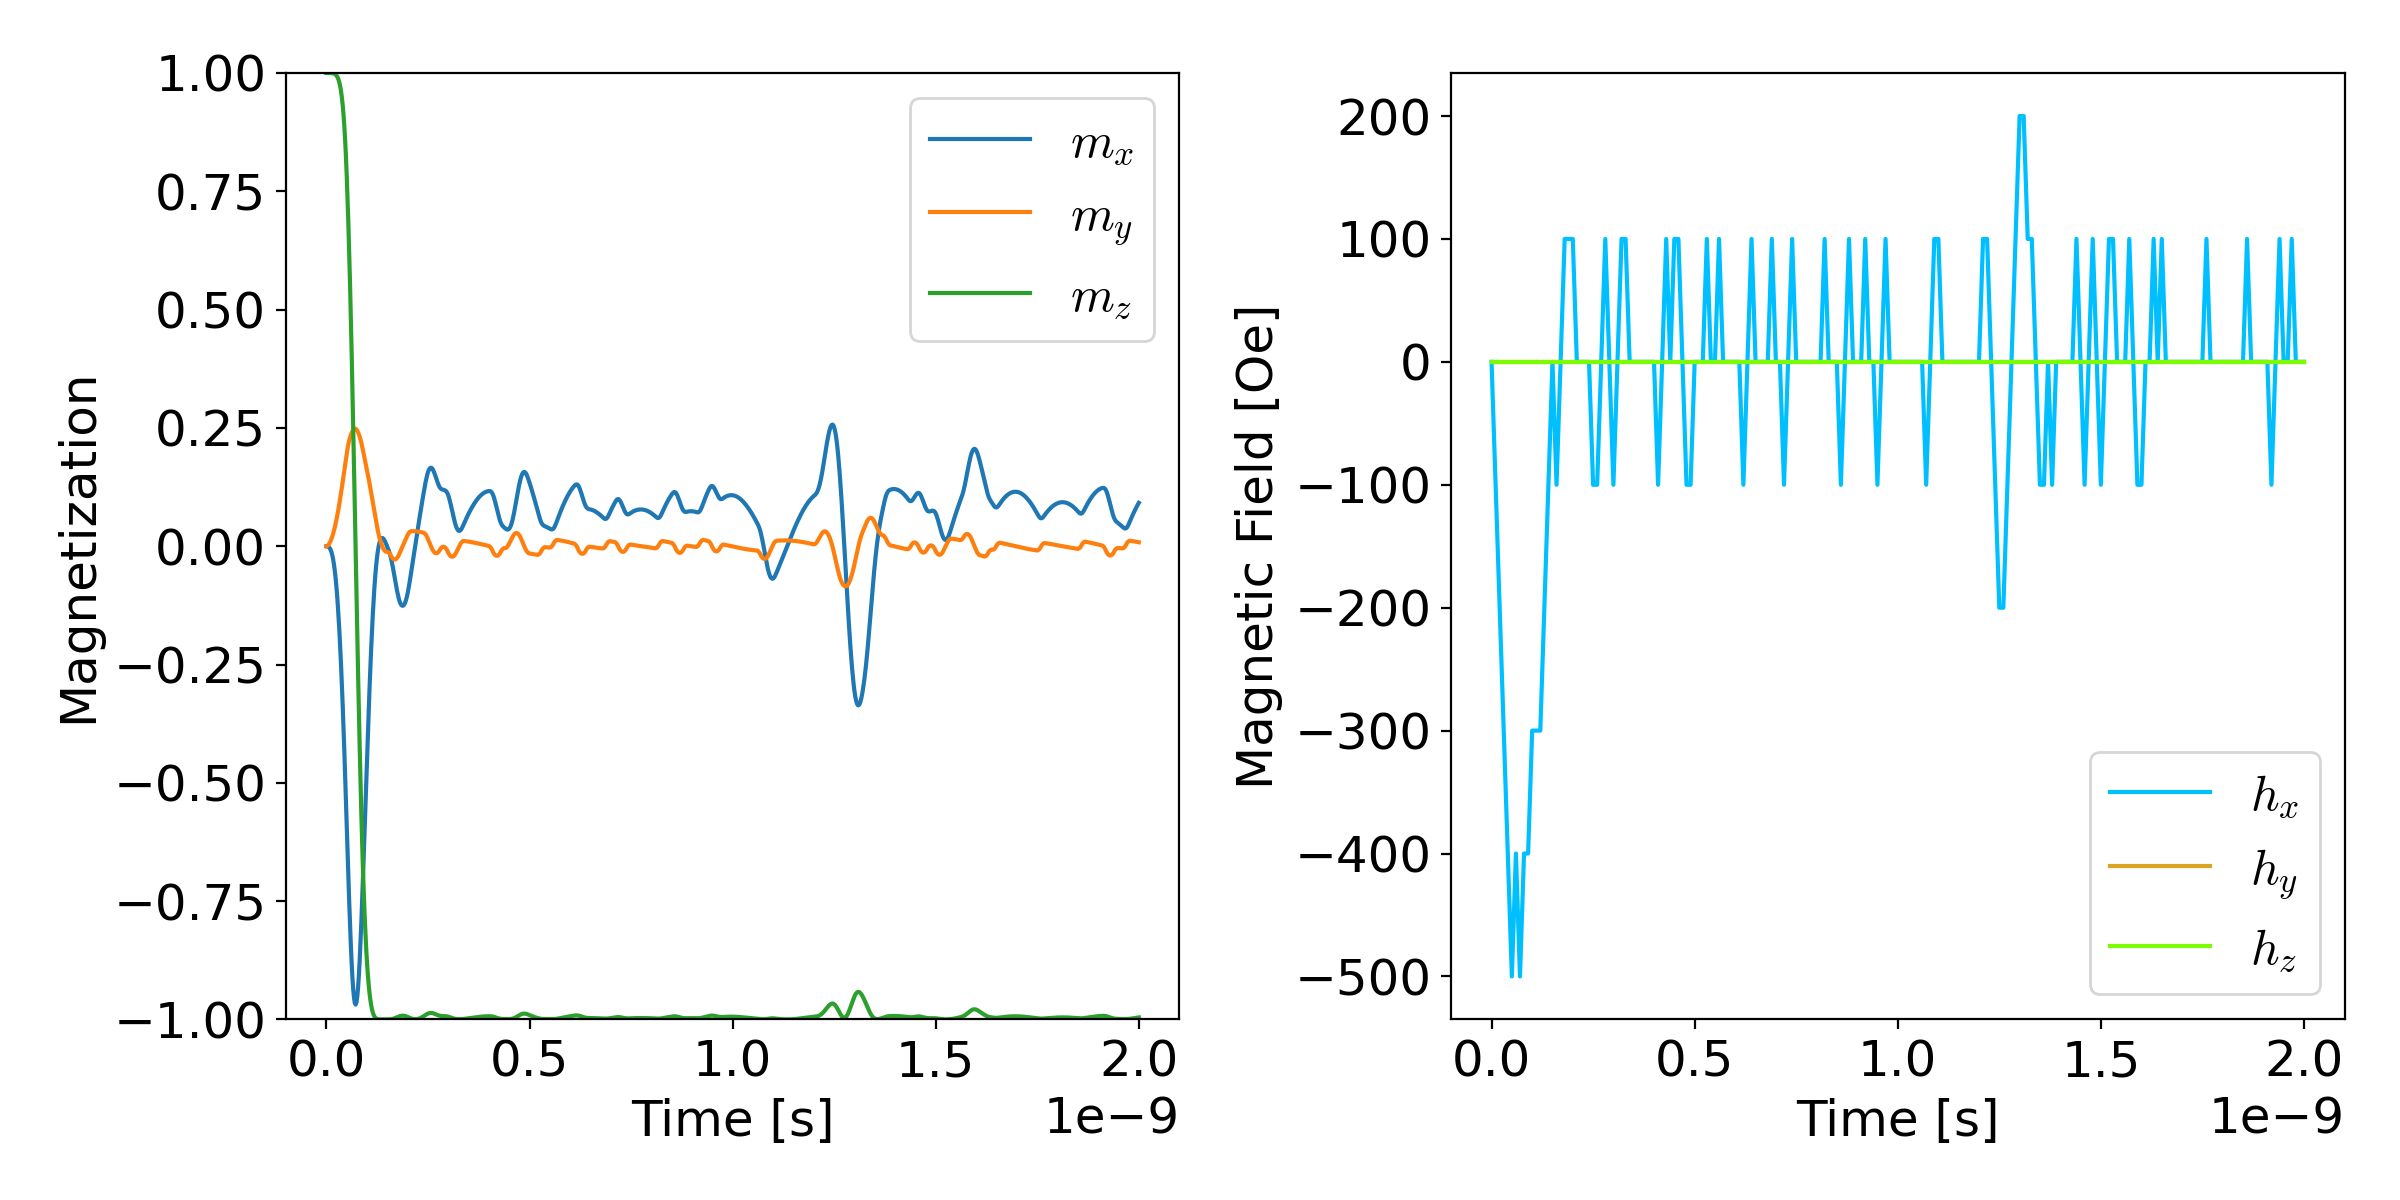 1.00
0.75
0.50
0.25
0.00
−0.25
−0.50
−0.75
−1.00
Magnetization
0.0 0.5 1.0 1.5 2.0
Time [s]
1e−9
m_x
m_y
m_z
200
100
0
−100
−200
−300
−400
−500
Magnetic Field [Oe]
0.0 0.5 1.0 1.5 2.0
Time [s]
1e−9
h_x
h_y
h_z